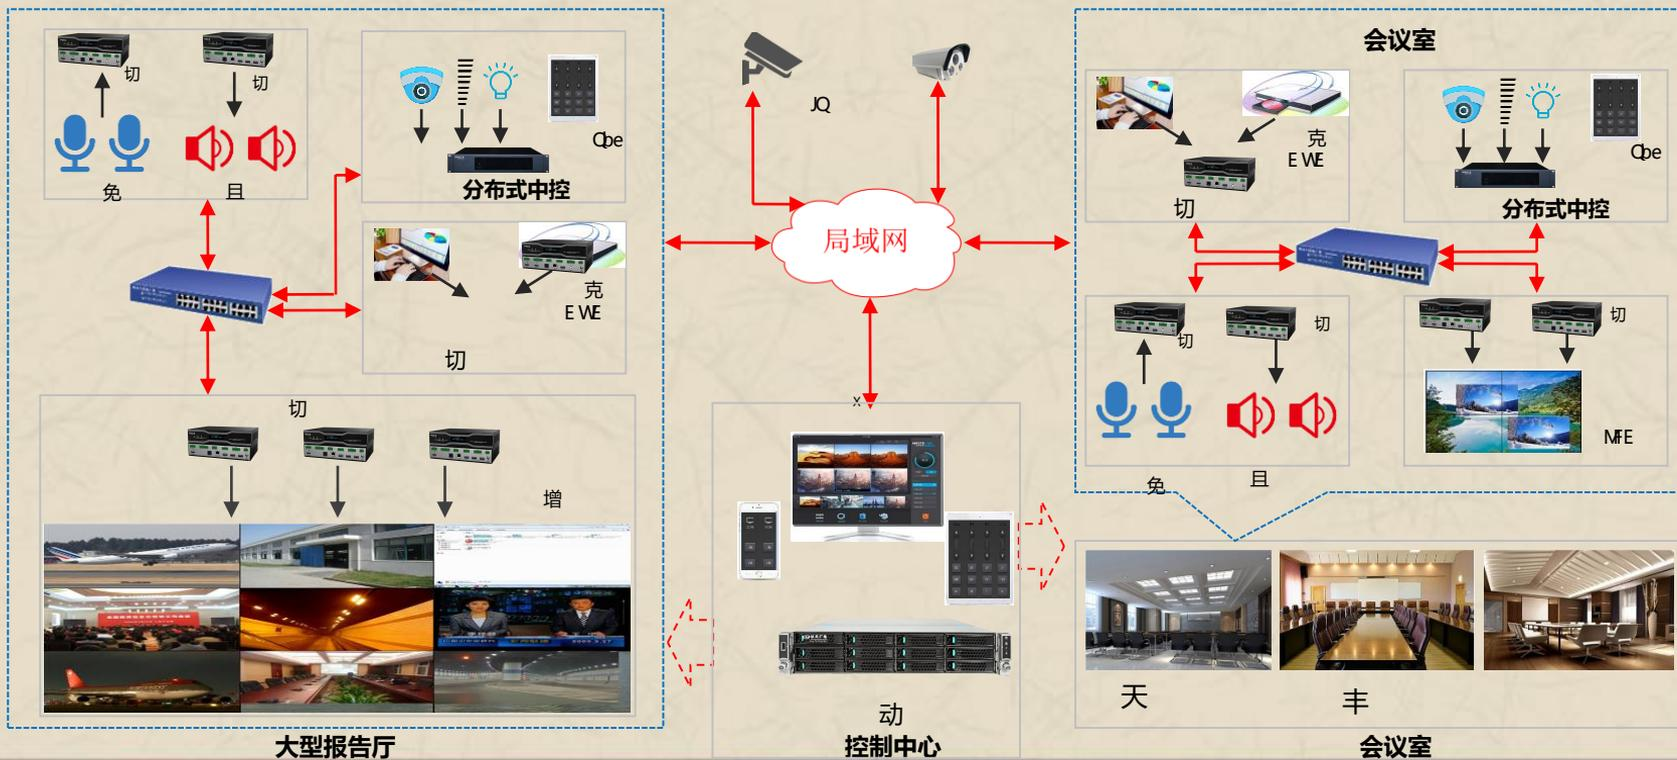 切
切
免
且
Qbe
分布式中控
克
E WE
切
切
增
大型报告厅
JQ
局域网
x
动
控制中心
会议室
克
E WE
切
Qbe
分布式中控
切
切
免
且
切
MFE
天
丰
会议室